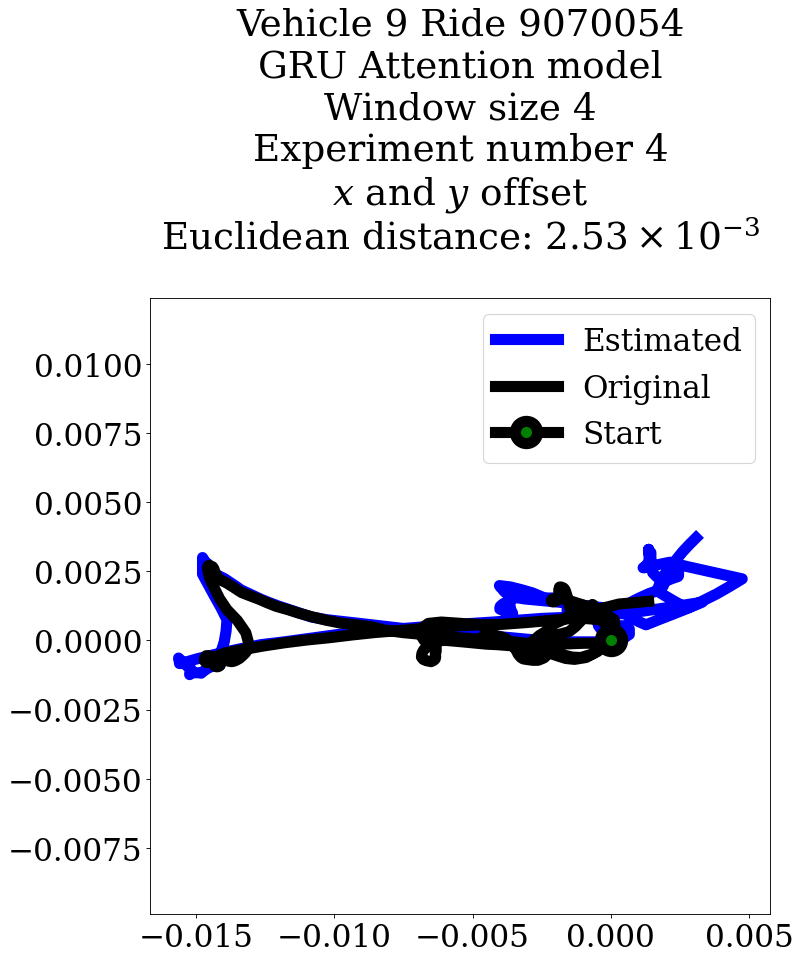 Vehicle 9 Ride 9070054
GRU Attention model
Window size 4
Experiment number 4
x and y offset
Euclidean distance: 2.53 × 10⁻³
Estimated
Original
Start
0.0100
0.0075
0.0050
0.0025
0.0000
−0.0025
−0.0050
−0.0075
−0.015 −0.010 −0.005 0.000 0.005